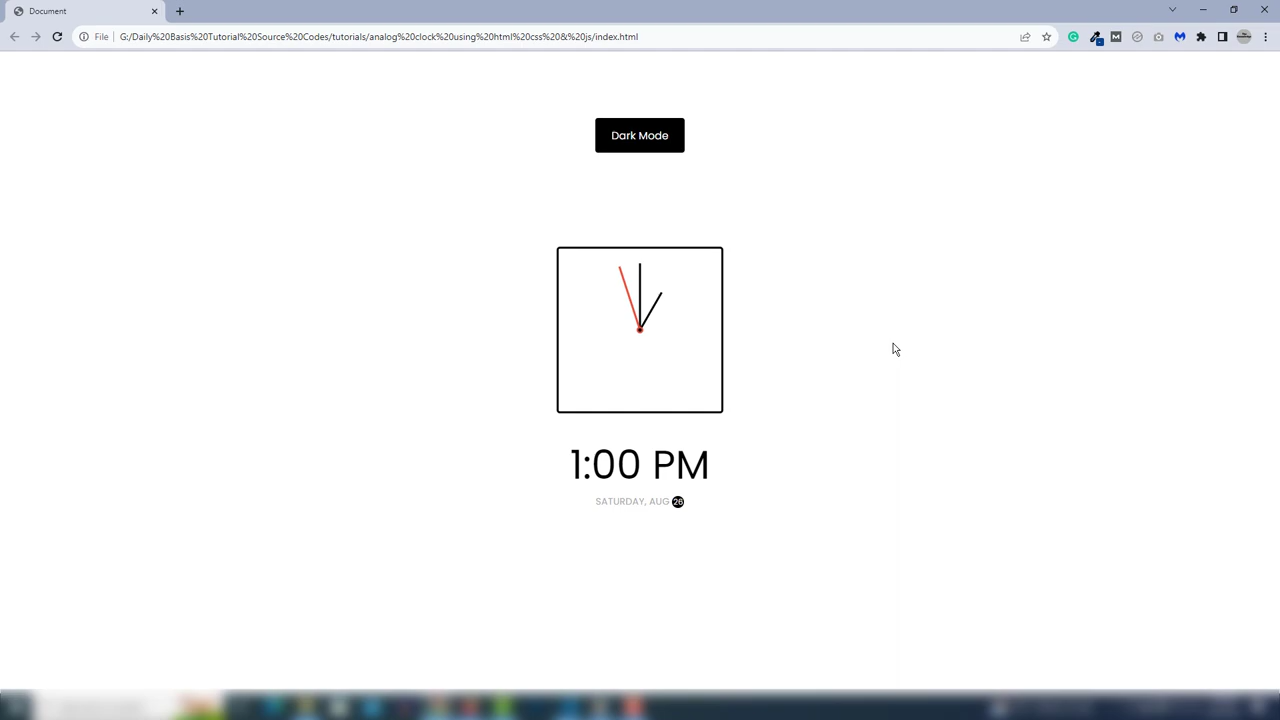 Document
File
G:/Daily%20Basis%20Tutorial%20Source%20Codes/tutorials/analog%20clock%20using%20html%20css%20&%20js/index.html
Dark Mode
1:00 PM
SATURDAY, AUG 26